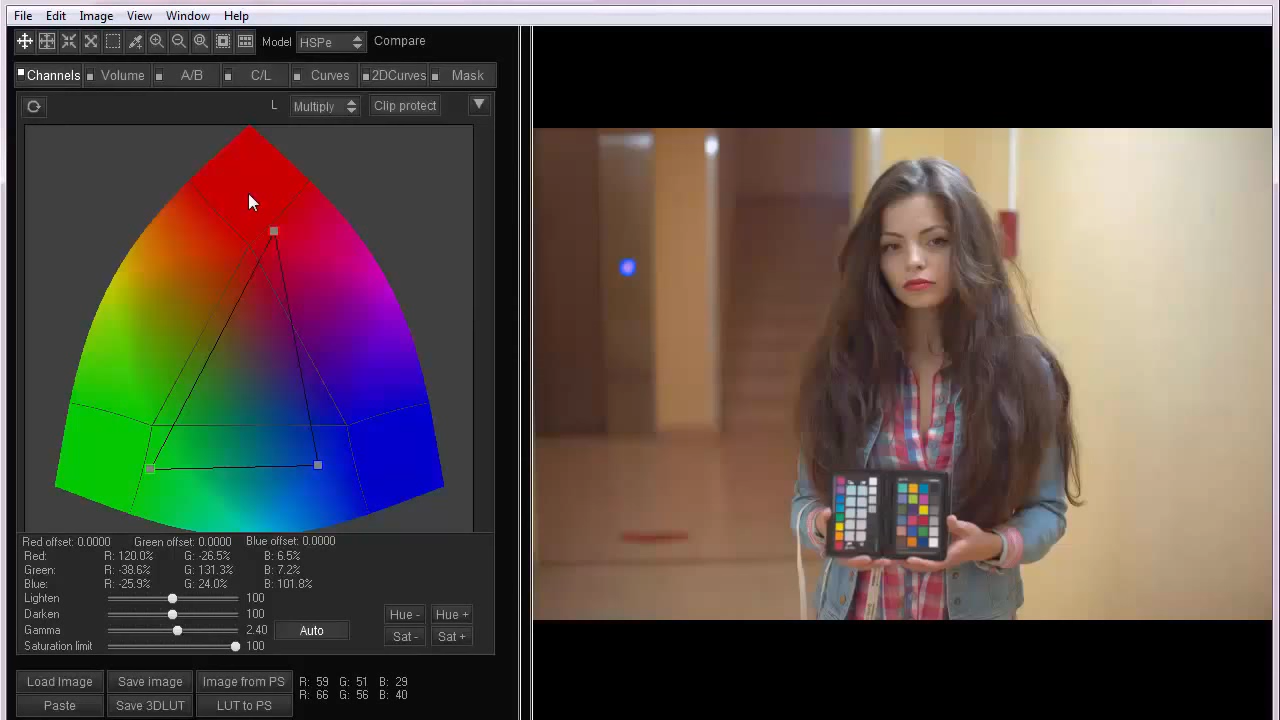 File Edit Image View Window Help
Model HSPe Compare
Channels Volume A/B C/L Curves 2DCurves Mask
L Multiply Clip protect
Red offset: 0.0000 Green offset: 0.0000 Blue offset: 0.0000
Red: R: 120.0% G: -26.5% B: 6.5%
Green: R: -38.6% G: 131.3% B: 7.2%
Blue: R: -25.9% G: 24.0% B: 101.8%
Lighten 100
Darken 100 Hue - Hue +
Gamma 2.40 Auto
Saturation limit 100 Sat - Sat +
Load Image Save image Image from PS R: 59 G: 51 B: 29
R: 66 G: 56 B: 40
Paste Save 3DLUT LUT to PS